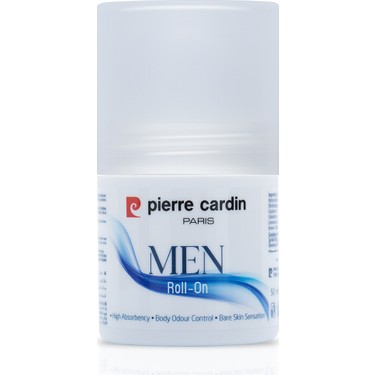 pierre cardin
PARIS
MEN
Roll-On
High Absorbency • Body Odour Control • Bare Skin Sensation